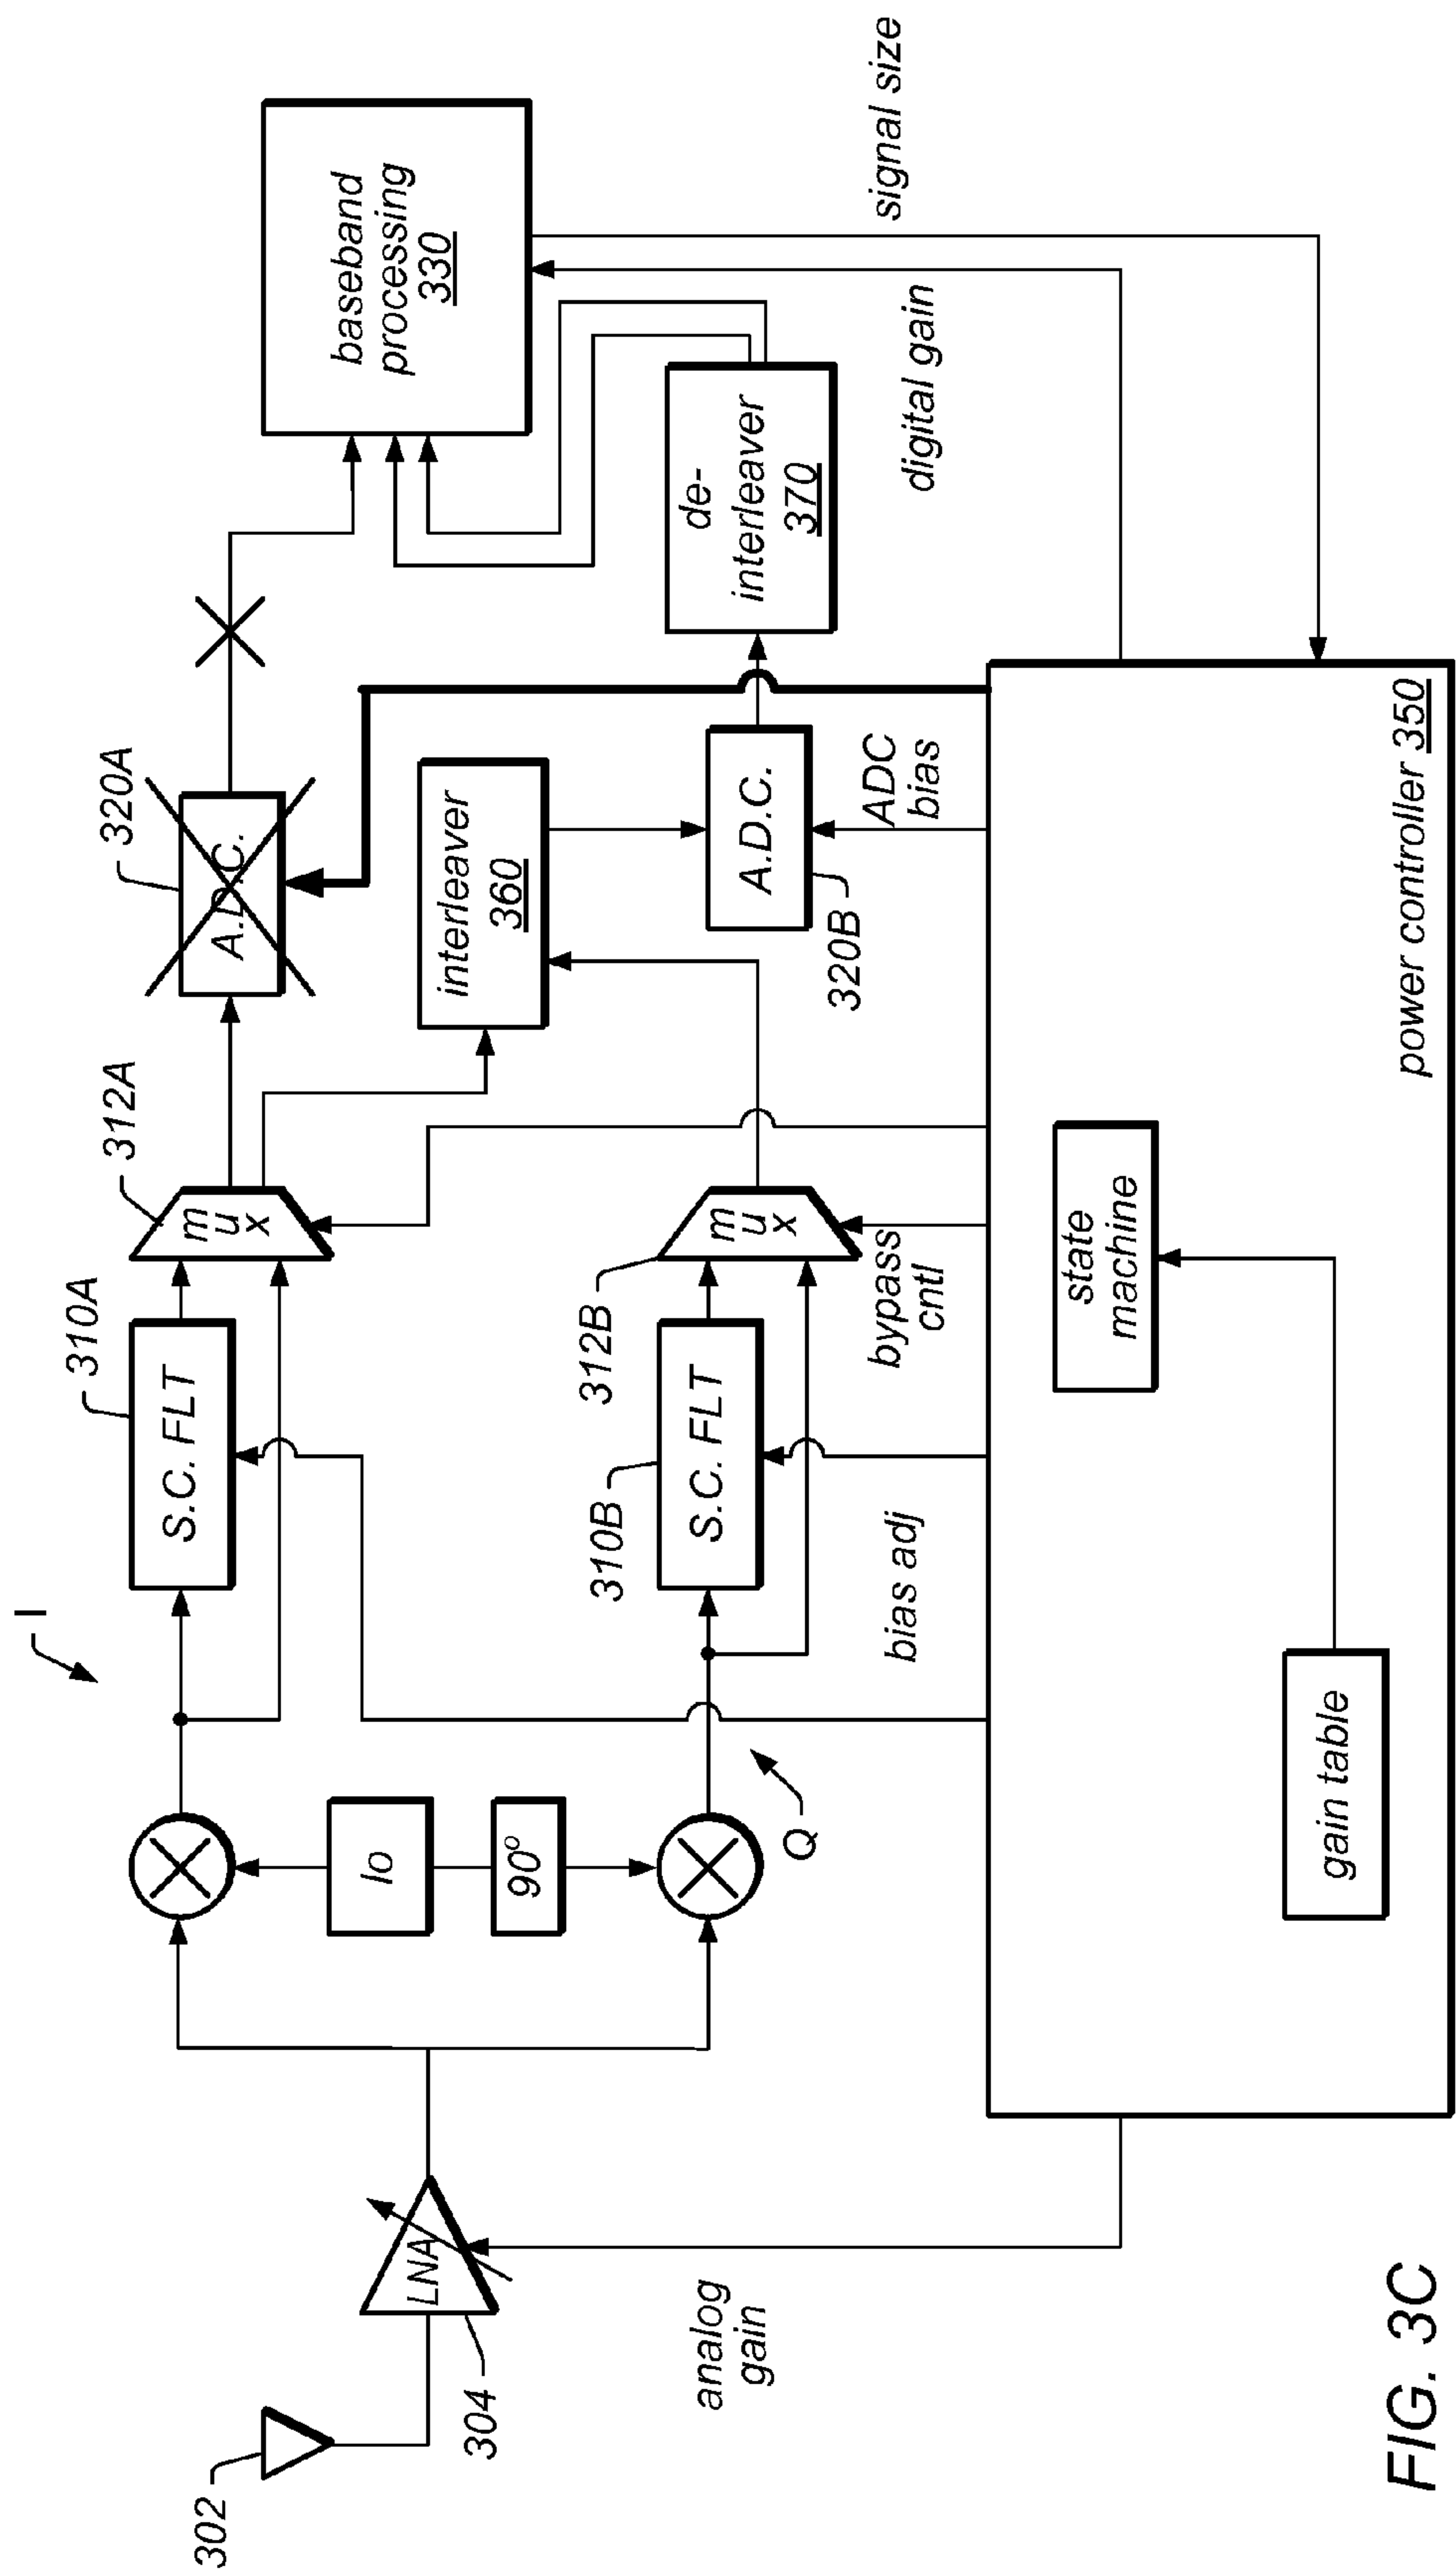 I
310A
312A
320A
S.C. FLT
m
u
x
A.D.C.
baseband
processing
330
302
LNA
304
lo
90°
interleaver
360
310B
312B
S.C. FLT
m
u
x
A.D.C.
320B
de-
interleaver
370
Q
analog
gain
bias adj
bypass
cntl
ADC
bias
digital gain
signal size
state
machine
gain table
power controller 350
FIG. 3C